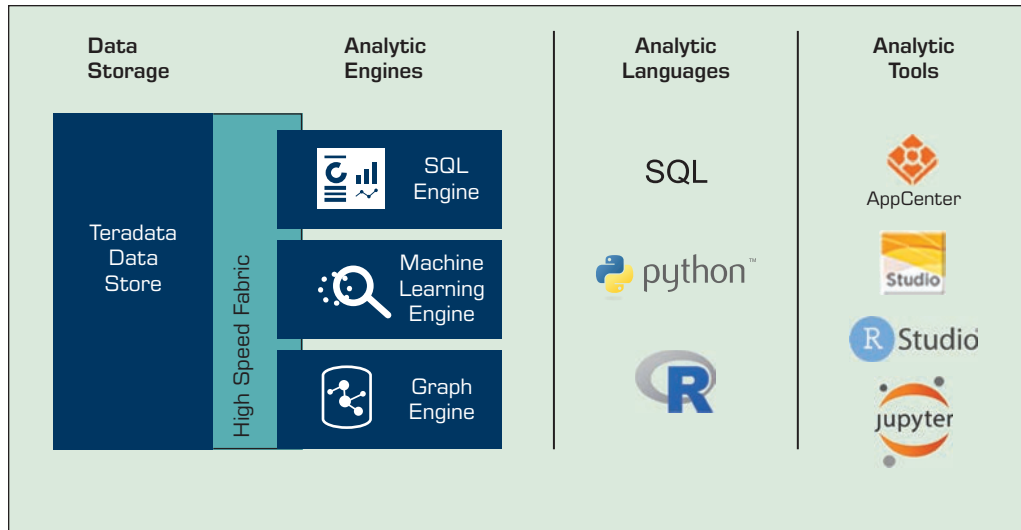 Data
Storage
Analytic
Engines
Analytic
Languages
Analytic
Tools
Teradata
Data
Store
High Speed Fabric
SQL
Engine
Machine
Learning
Engine
Graph
Engine
SQL
python™
R
AppCenter
Studio
R Studio
jupyter